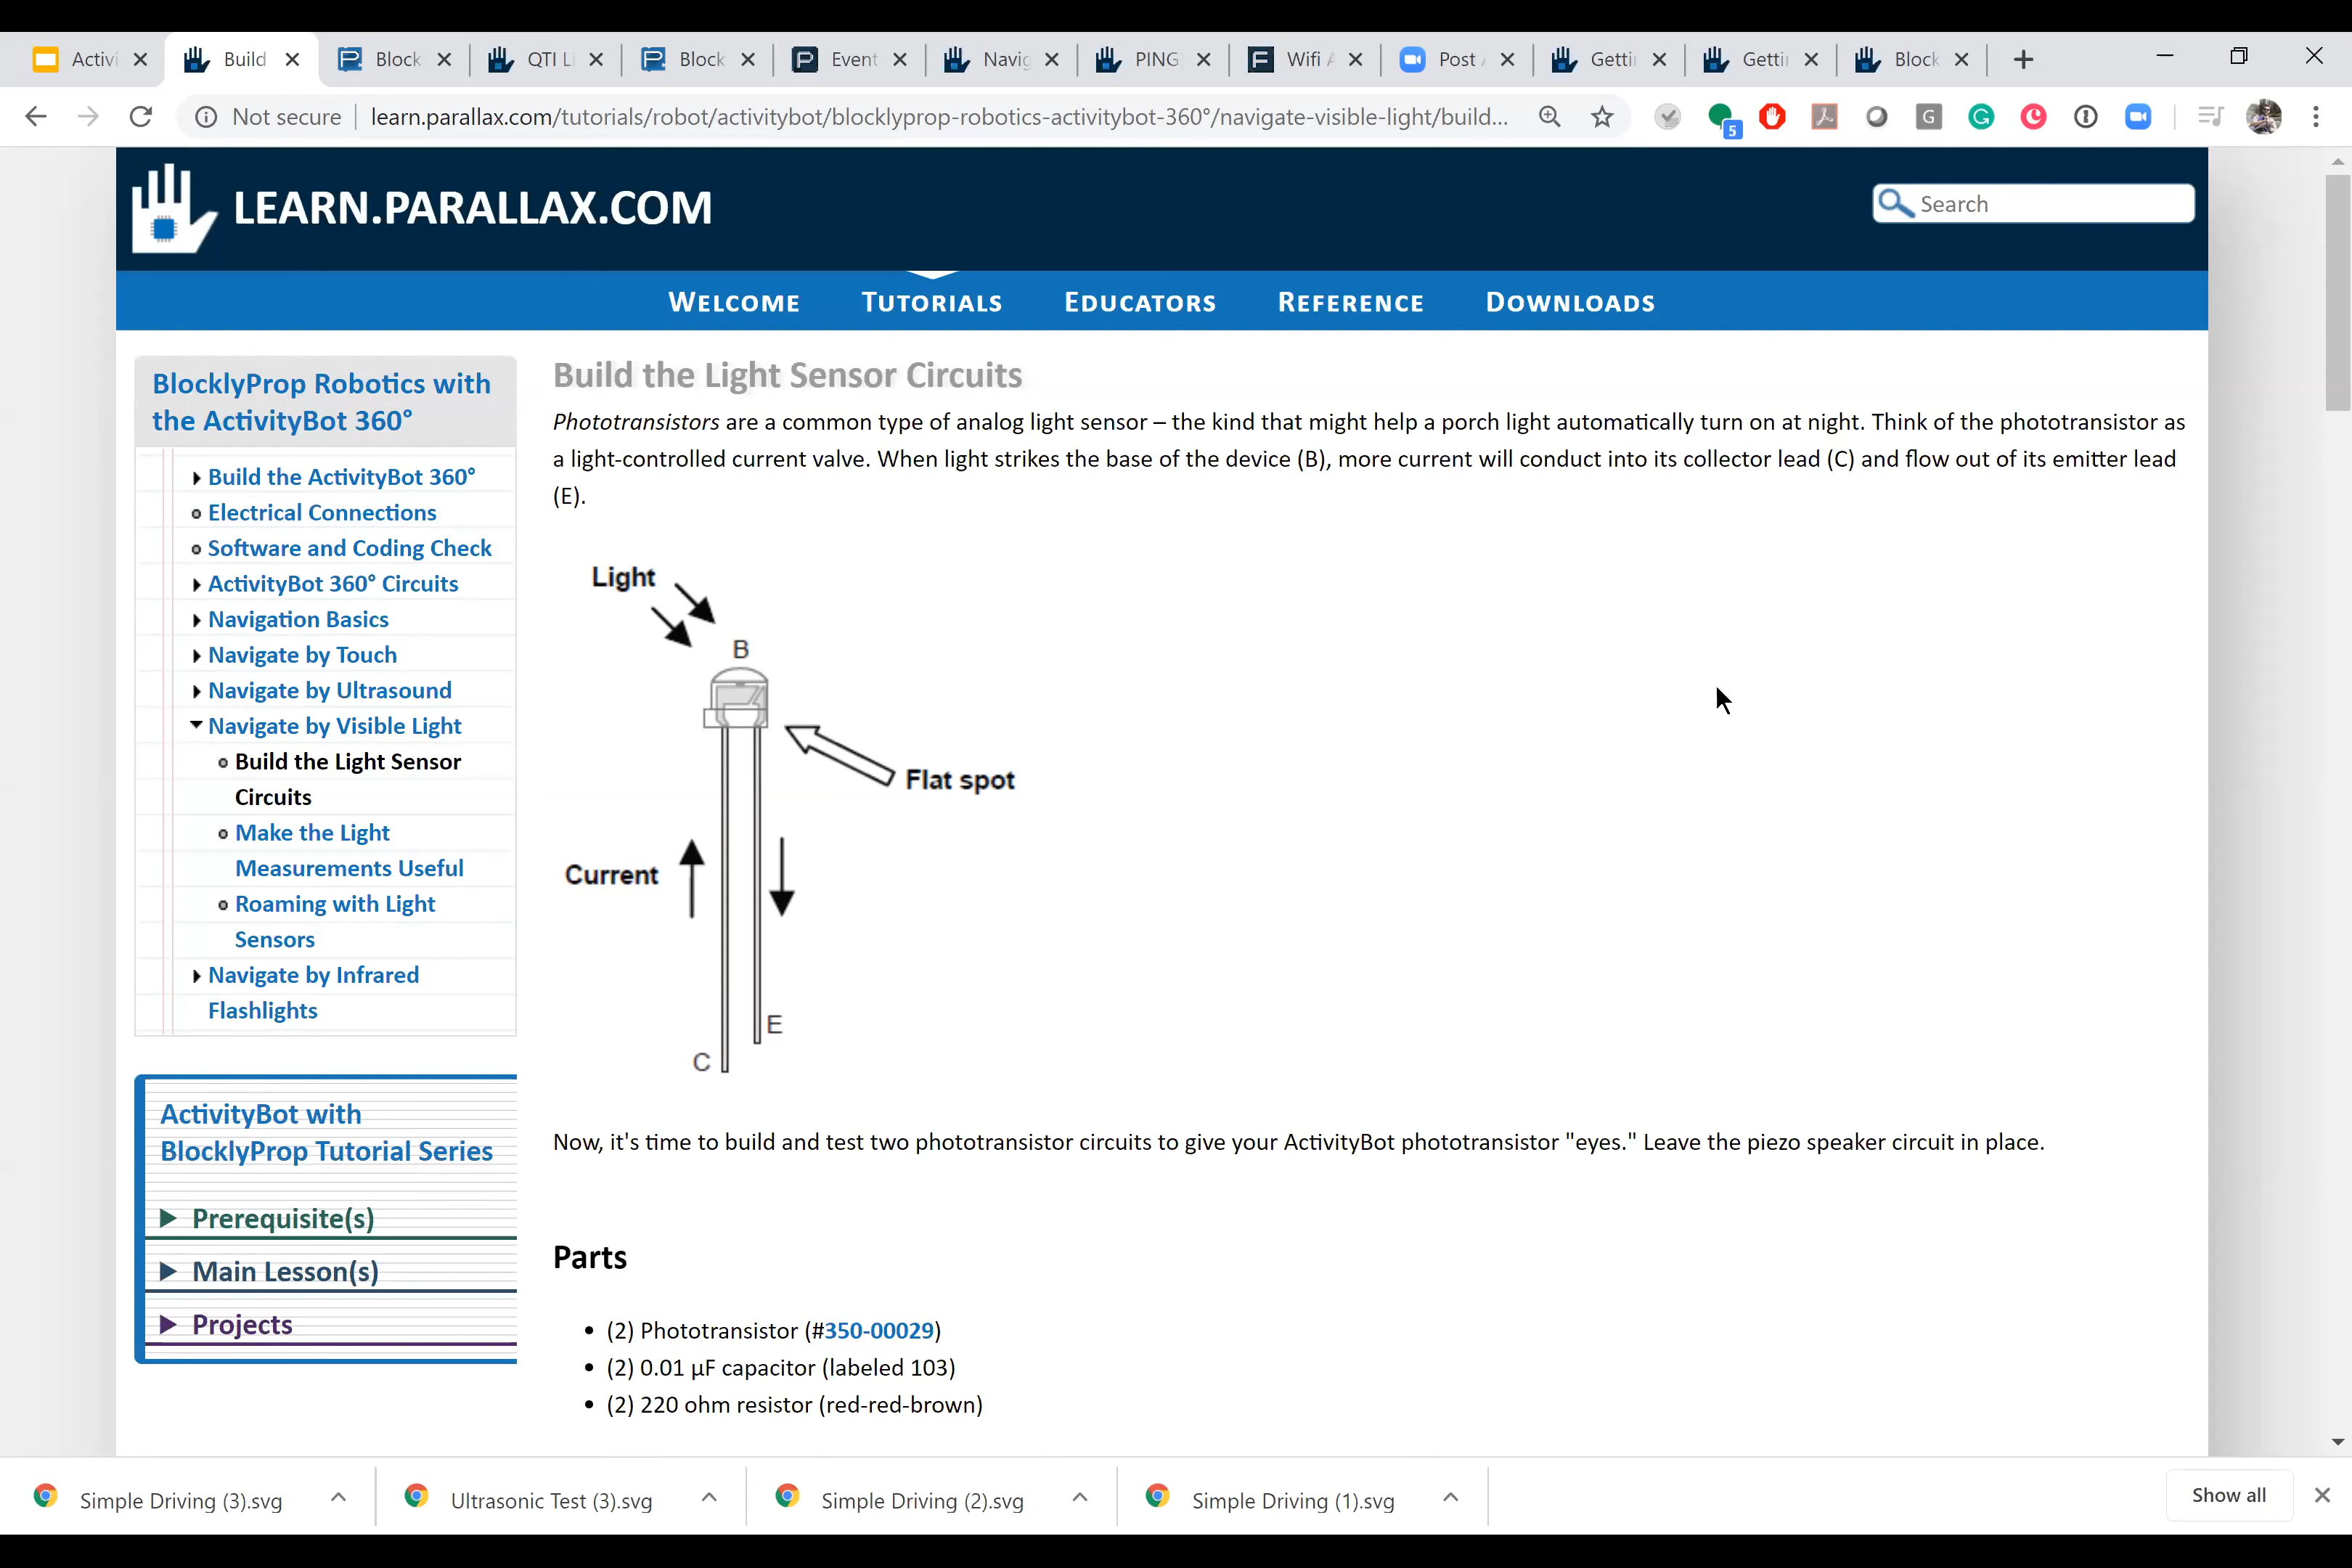 Activi
Build
Block
QTI Li
Block
Event
Navig
PING
Wifi A
Post A
Gettin
Gettin
Block
Not secure
learn.parallax.com/tutorials/robot/activitybot/blocklyprop-robotics-activitybot-360°/navigate-visible-light/build...
5
G
LEARN.PARALLAX.COM
Search
WELCOME TUTORIALS EDUCATORS REFERENCE DOWNLOADS
BlocklyProp Robotics with
the ActivityBot 360°
Build the ActivityBot 360°
Electrical Connections
Software and Coding Check
ActivityBot 360° Circuits
Navigation Basics
Navigate by Touch
Navigate by Ultrasound
Navigate by Visible Light
Build the Light Sensor
Circuits
Make the Light
Measurements Useful
Roaming with Light
Sensors
Navigate by Infrared
Flashlights
ActivityBot with
BlocklyProp Tutorial Series
Prerequisite(s)
Main Lesson(s)
Projects
Build the Light Sensor Circuits
Phototransistors are a common type of analog light sensor – the kind that might help a porch light automatically turn on at night. Think of the phototransistor as
a light-controlled current valve. When light strikes the base of the device (B), more current will conduct into its collector lead (C) and flow out of its emitter lead
(E).
Light
B
Flat spot
Current
E
C
Now, it's time to build and test two phototransistor circuits to give your ActivityBot phototransistor "eyes." Leave the piezo speaker circuit in place.
Parts
• (2) Phototransistor (#350-00029)
• (2) 0.01 µF capacitor (labeled 103)
• (2) 220 ohm resistor (red-red-brown)
Simple Driving (3).svg
Ultrasonic Test (3).svg
Simple Driving (2).svg
Simple Driving (1).svg
Show all